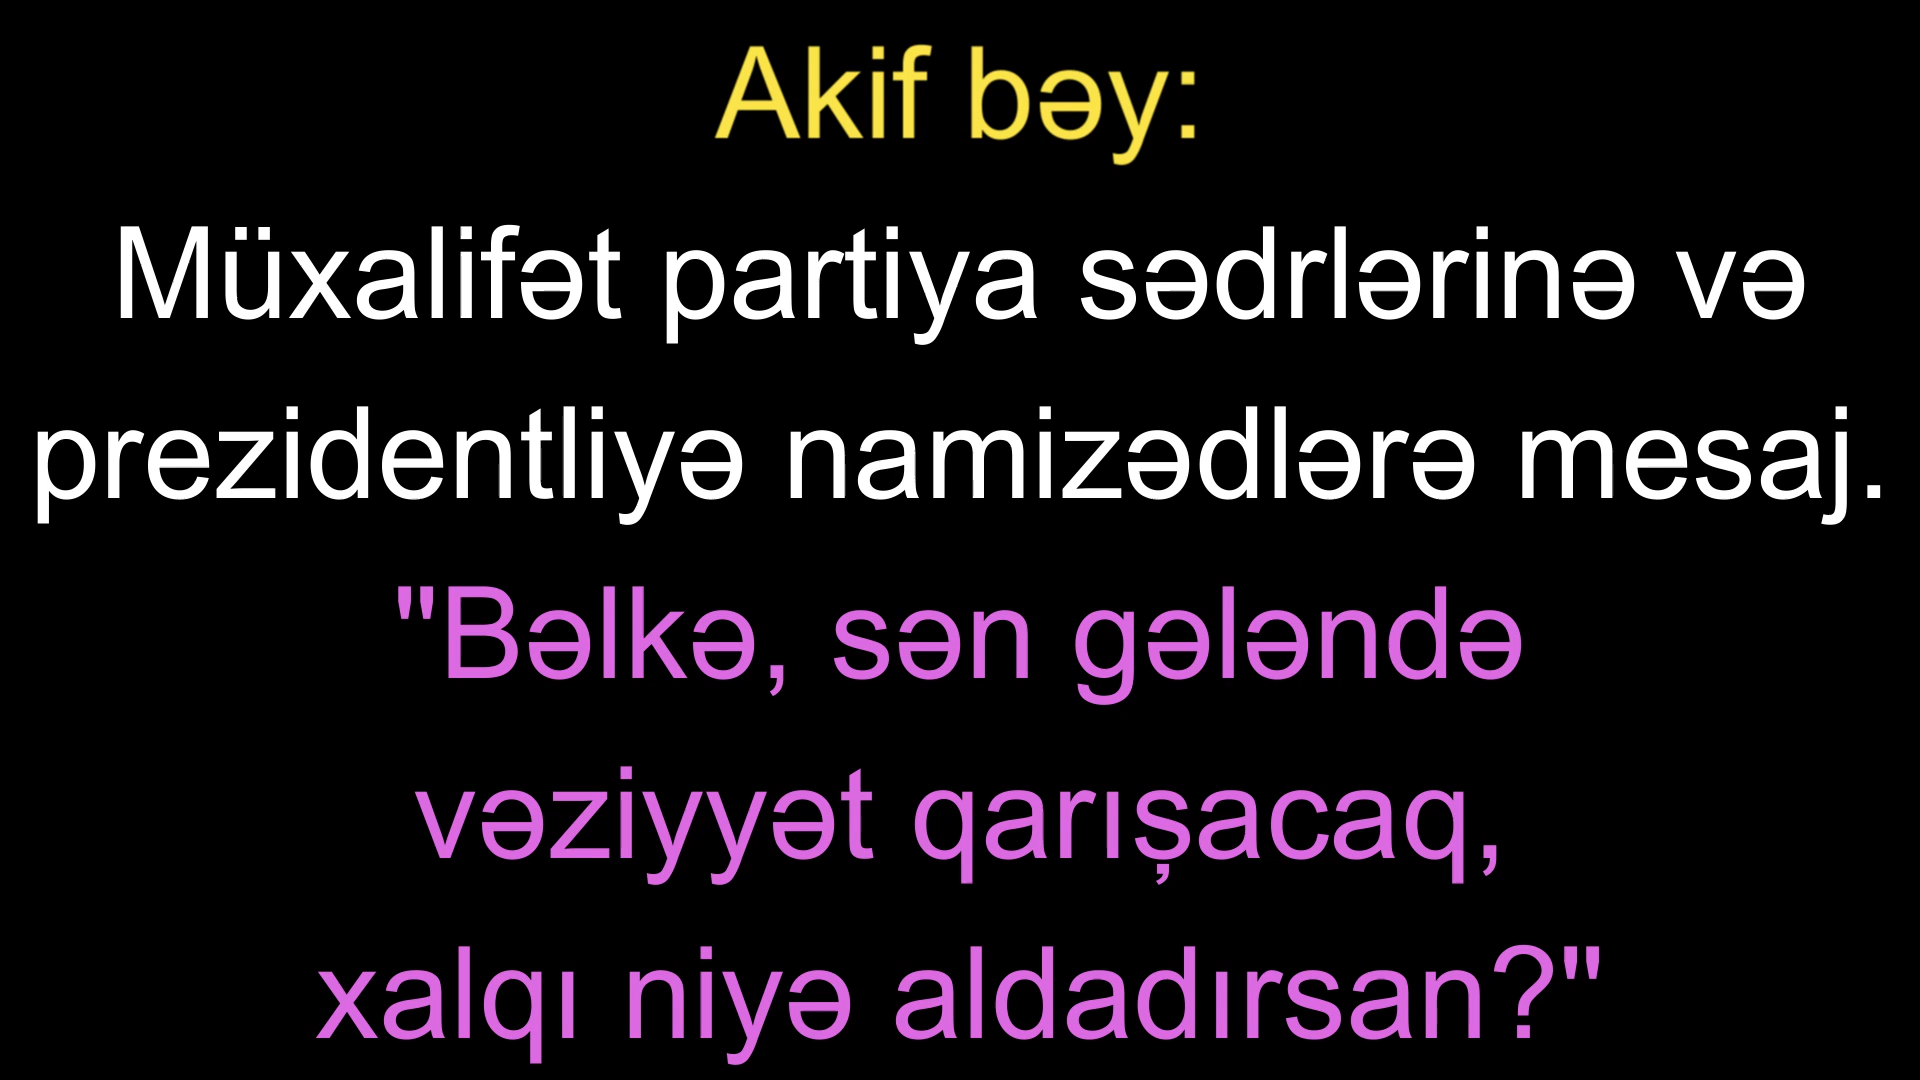 Akif bəy:
Müxalifət partiya sədrlərinə və
prezidentliyə namizədlərə mesaj.
"Bəlkə, sən gələndə
vəziyyət qarışacaq,
xalqı niyə aldadırsan?"